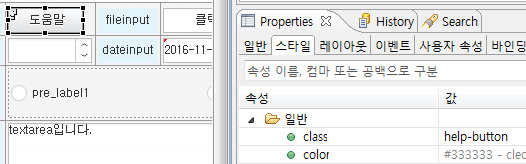 도움말
fileinput
클
dateinput
2016-11-
pre_label1
textarea입니다.
Properties
History
Search
일반
스타일
레이아웃
이벤트
사용자 속성
바인딩
속성 이름, 컴마 또는 공백으로 구분
속성
값
일반
class
help-button
color
#333333 - clec